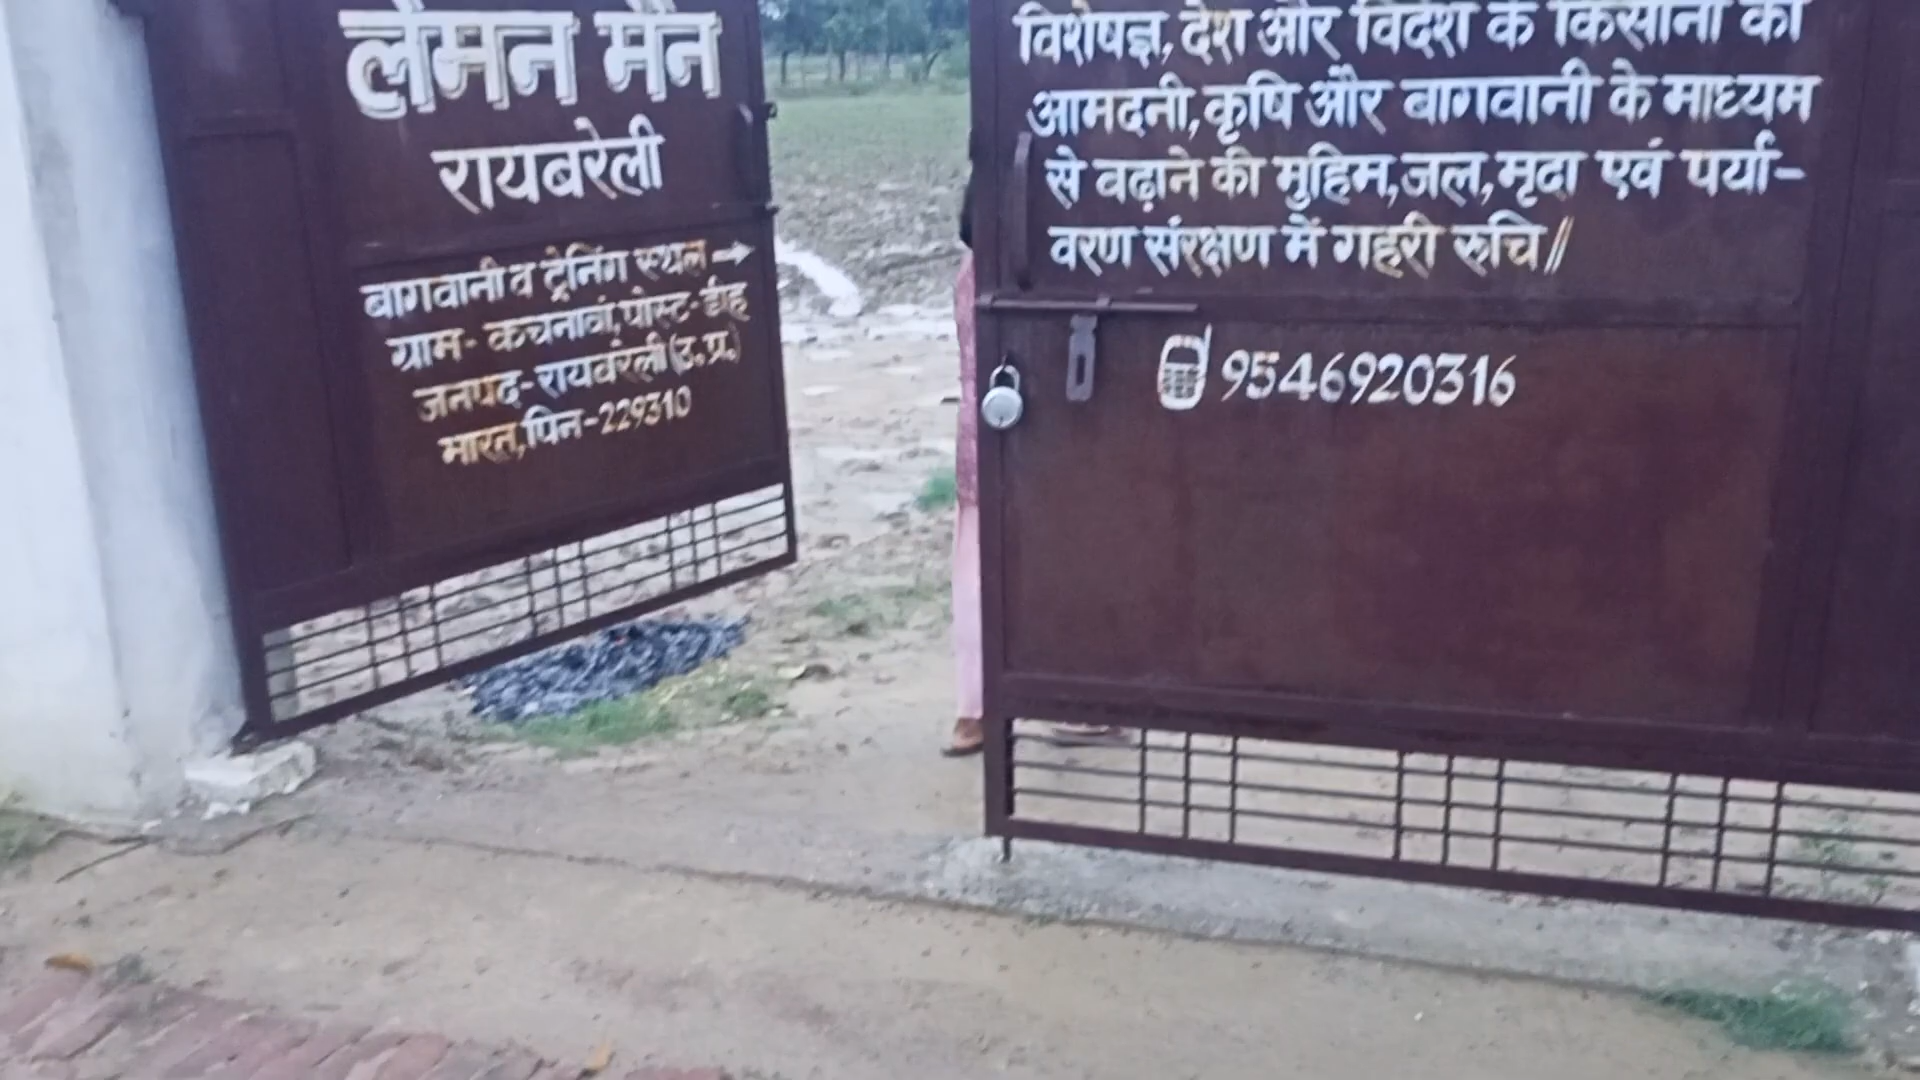 लेमन मैन
रायबरेली
बागवानी व ट्रेनिंग स्थल→
ग्राम- कचनावां,पोस्ट-डीह
जनपद-रायबरेली(उ.प्र.)
भारत,पिन-229310
विशेषज्ञ,देश और विदेश के किसानों की
आमदनी,कृषि और बागवानी के माध्यम
से बढ़ाने की मुहिम,जल,मृदा एवं पर्या-
वरण संरक्षण में गहरी रुचि॥
9546920316